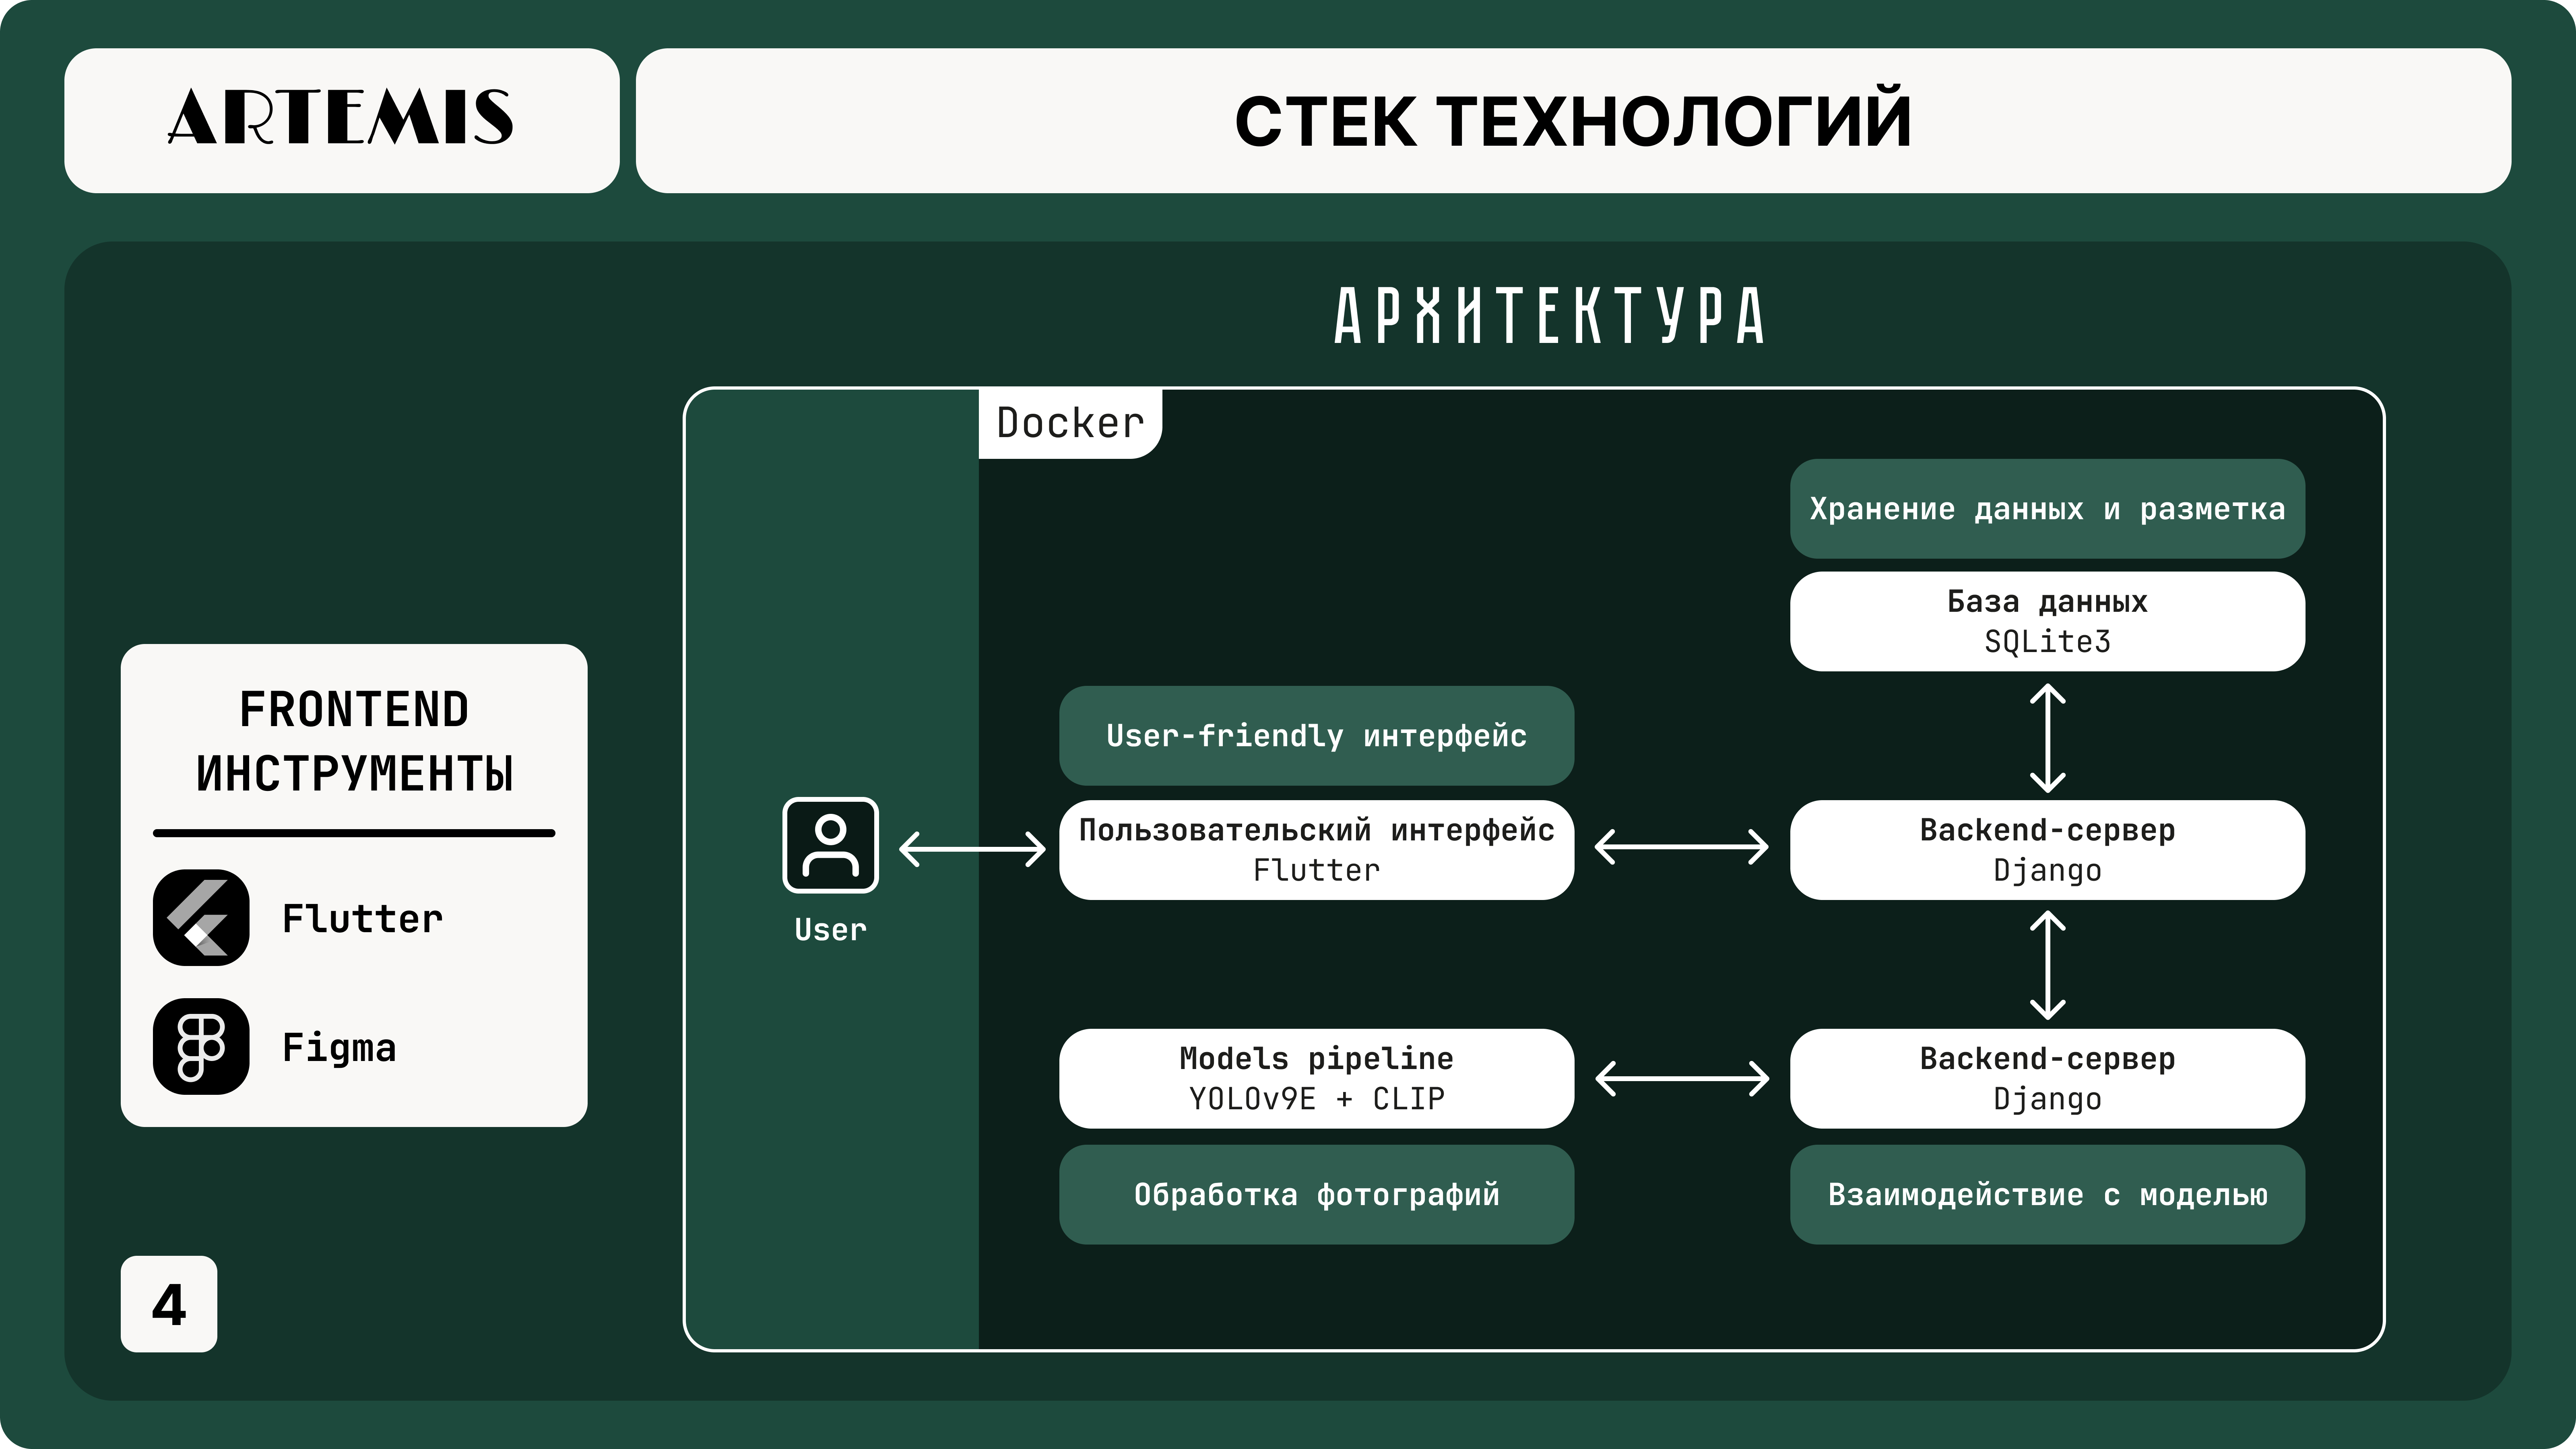 ARTEMIS
СТЕК ТЕХНОЛОГИЙ
АРХИТЕКТУРА
FRONTEND
ИНСТРУМЕНТЫ
Flutter
Figma
4
Docker
User
User-friendly интерфейс
Пользовательский интерфейс
Flutter
Хранение данных и разметка
База данных
SQLite3
Backend-сервер
Django
Models pipeline
YOLOv9E + CLIP
Обработка фотографий
Backend-сервер
Django
Взаимодействие с моделью